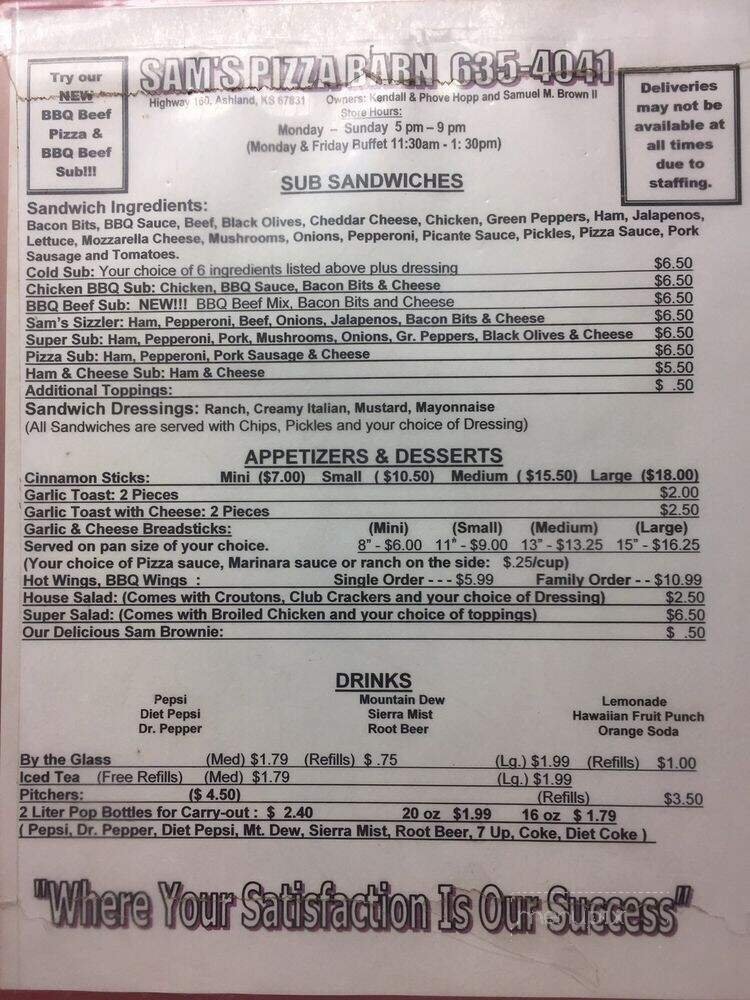 Try our
NEW
BBQ Beef
Pizza &
BBQ Beef
Sub!!!
SAM'S PIZZA BARN 635-4041
Highway 160, Ashland, KS 67831 Owners: Kendall & Phove Hopp and Samuel M. Brown II
Store Hours:
Monday – Sunday 5 pm – 9 pm
(Monday & Friday Buffet 11:30am - 1: 30pm)
Deliveries
may not be
available at
all times
due to
staffing.
SUB SANDWICHES
Sandwich Ingredients:
Bacon Bits, BBQ Sauce, Beef, Black Olives, Cheddar Cheese, Chicken, Green Peppers, Ham, Jalapenos,
Lettuce, Mozzarella Cheese, Mushrooms, Onions, Pepperoni, Picante Sauce, Pickles, Pizza Sauce, Pork
Sausage and Tomatoes.
Cold Sub: Your choice of 6 ingredients listed above plus dressing $6.50
Chicken BBQ Sub: Chicken, BBQ Sauce, Bacon Bits & Cheese $6.50
BBQ Beef Sub: NEW!!! BBQ Beef Mix, Bacon Bits and Cheese $6.50
Sam's Sizzler: Ham, Pepperoni, Beef, Onions, Jalapenos, Bacon Bits & Cheese $6.50
Super Sub: Ham, Pepperoni, Pork, Mushrooms, Onions, Gr. Peppers, Black Olives & Cheese $6.50
Pizza Sub: Ham, Pepperoni, Pork Sausage & Cheese $6.50
Ham & Cheese Sub: Ham & Cheese $5.50
Additional Toppings: $ .50
Sandwich Dressings: Ranch, Creamy Italian, Mustard, Mayonnaise
(All Sandwiches are served with Chips, Pickles and your choice of Dressing)
APPETIZERS & DESSERTS
Cinnamon Sticks: Mini ($7.00) Small ( $10.50) Medium ( $15.50) Large ($18.00)
Garlic Toast: 2 Pieces $2.00
Garlic Toast with Cheese: 2 Pieces $2.50
Garlic & Cheese Breadsticks: (Mini) (Small) (Medium) (Large)
Served on pan size of your choice. 8" - $6.00 11" - $9.00 13" - $13.25 15" - $16.25
(Your choice of Pizza sauce, Marinara sauce or ranch on the side: $.25/cup)
Hot Wings, BBQ Wings : Single Order - - - $5.99 Family Order - - $10.99
House Salad: (Comes with Croutons, Club Crackers and your choice of Dressing) $2.50
Super Salad: (Comes with Broiled Chicken and your choice of toppings) $6.50
Our Delicious Sam Brownie: $ .50
DRINKS
Pepsi Mountain Dew Lemonade
Diet Pepsi Sierra Mist Hawaiian Fruit Punch
Dr. Pepper Root Beer Orange Soda
By the Glass (Med) $1.79 (Refills) $ .75 (Lg.) $1.99 (Refills) $1.00
Iced Tea (Free Refills) (Med) $1.79 (Lg.) $1.99
Pitchers: ($ 4.50) (Refills) $3.50
2 Liter Pop Bottles for Carry-out : $ 2.40 20 oz $1.99 16 oz $ 1.79
( Pepsi, Dr. Pepper, Diet Pepsi, Mt. Dew, Sierra Mist, Root Beer, 7 Up, Coke, Diet Coke )
"Where Your Satisfaction Is Our Success"
menupix